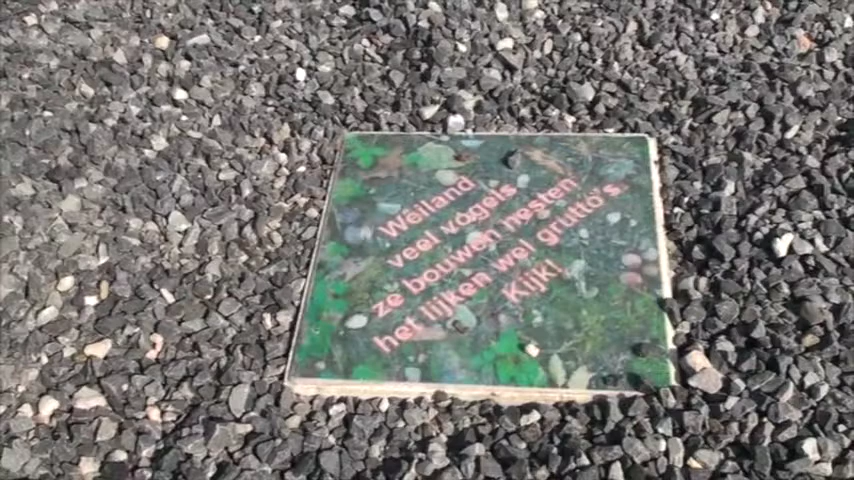 Weiland
veel vogels
ze bouwen nesten
het lijken wel grutto's.
Kijk!